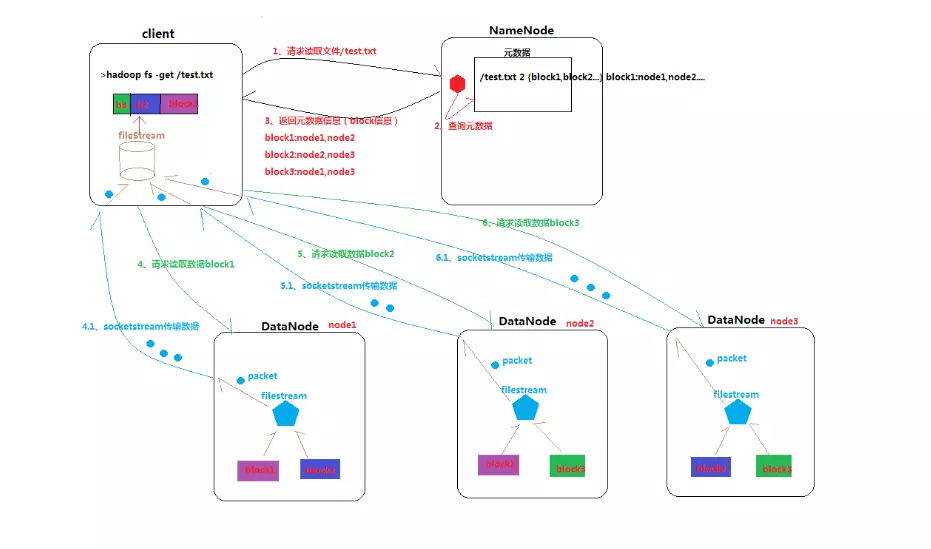 client
>hadoop fs -get /test.txt
b3
b2
block1
filestream
1、请求读取文件/test.txt
3、返回元数据信息（block信息）
block1:node1,node2
block2:node2,node3
block3:node1,node3
NameNode
元数据
/test.txt 2 {block1,block2...} block1:node1,node2....
2、查询元数据
4、请求读取数据block1
4.1、socketstream传输数据
5、请求读取数据block2
5.1、socketstream传输数据
6、请求读取数据block3
6.1、socketstream传输数据
DataNode node1
packet
filestream
block1
DataNode node2
packet
filestream
block3
DataNode node3
packet
filestream
block3